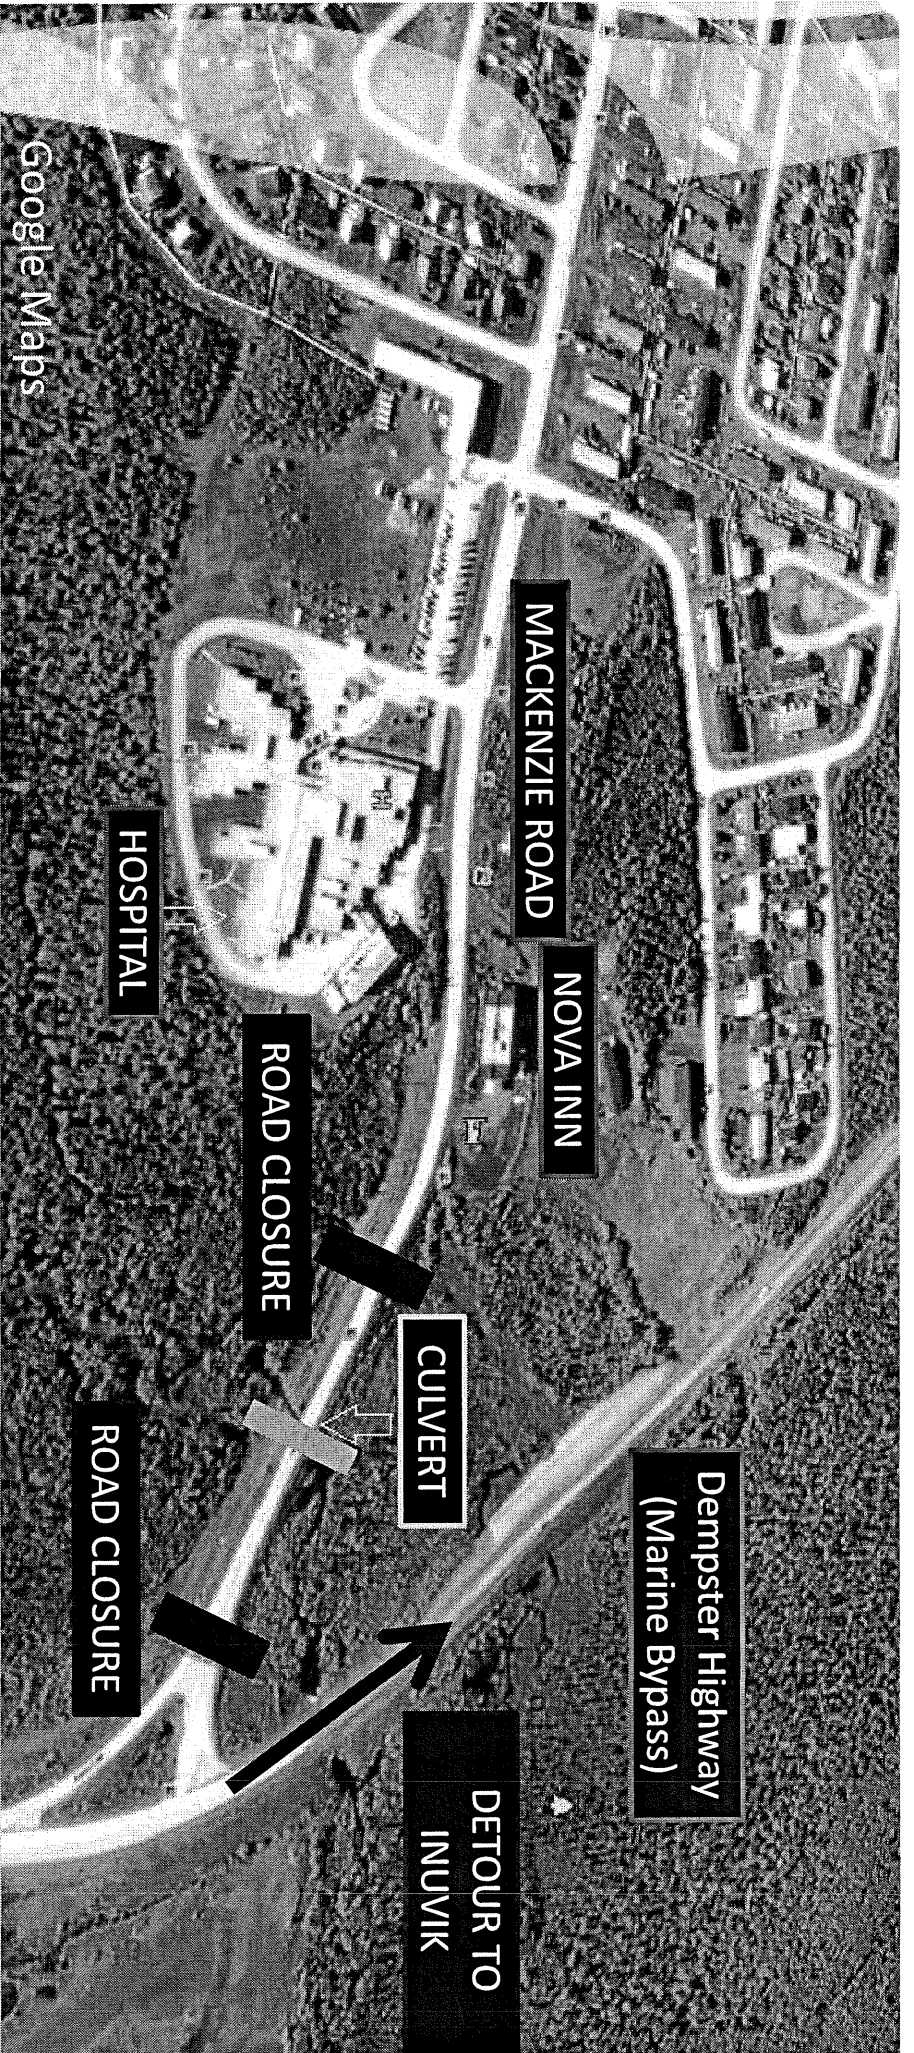 Google Maps
MACKENZIE ROAD
HOSPITAL
NOVA INN
H
ROAD CLOSURE
CULVERT
ROAD CLOSURE
Dempster Highway
(Marine Bypass)
DETOUR TO
INUVIK